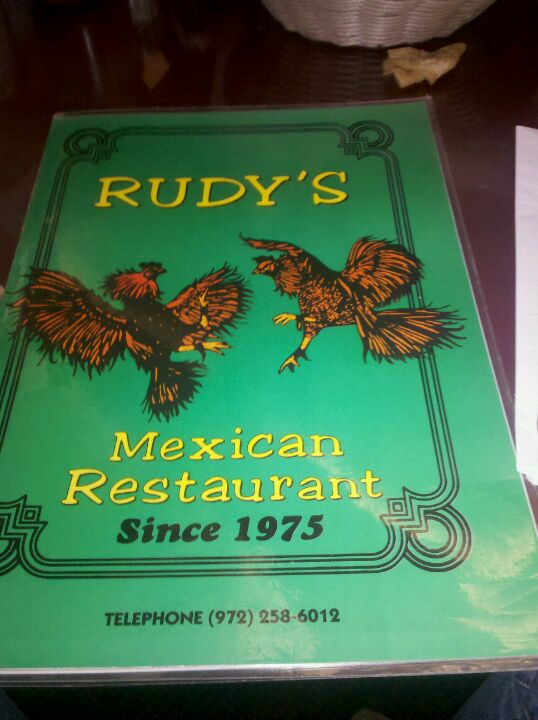 RUDY'S
Mexican
Restaurant
Since 1975
TELEPHONE (972) 258-6012